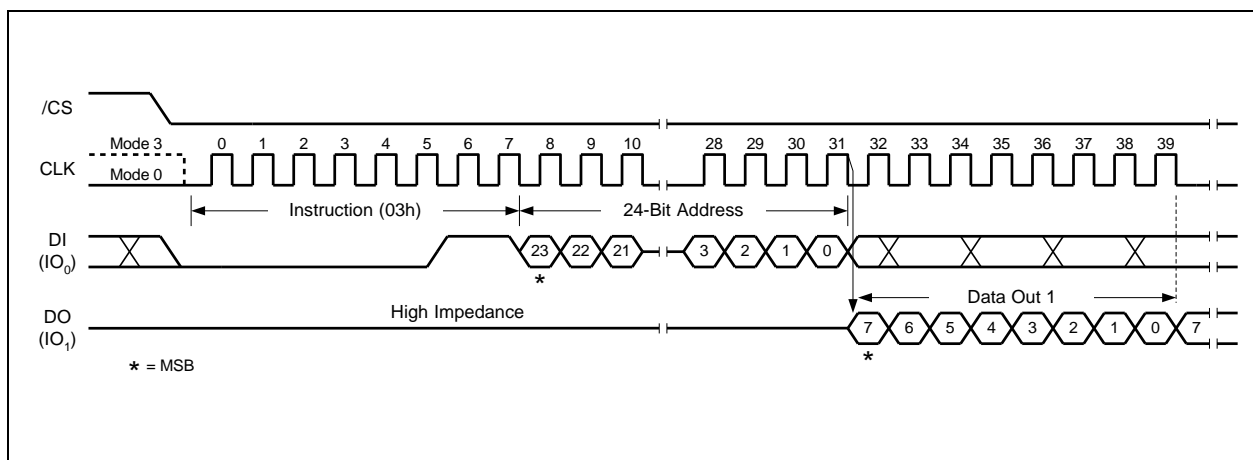 /CS
Mode 3 0 1 2 3 4 5 6 7 8 9 10 28 29 30 31 32 33 34 35 36 37 38 39
CLK
Mode 0
Instruction (03h) 24-Bit Address
DI
(IO0)
23 22 21 3 2 1 0
*
Data Out 1
High Impedance
DO
(IO1)
7 6 5 4 3 2 1 0 7
*
* = MSB